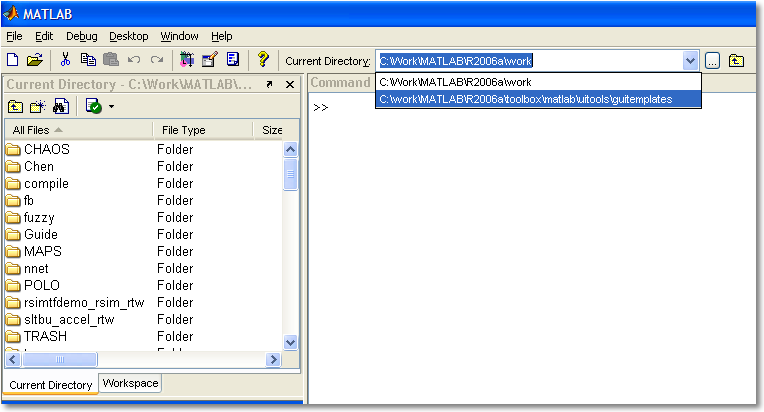 MATLAB
File Edit Debug Desktop Window Help
Current Directory: C:\Work\MATLAB\R2006a\work
...
C:\Work\MATLAB\R2006a\work
C:\work\MATLAB\R2006a\toolbox\matlab\uitools\guitemplates
Current Directory - C:\Work\MATLAB\...
Command
All Files File Type Size
CHAOS Folder
Chen Folder
compile Folder
fb Folder
fuzzy Folder
Guide Folder
MAPS Folder
nnet Folder
POLO Folder
rsimtfdemo_rsim_rtw Folder
sltbu_accel_rtw Folder
TRASH Folder
Current Directory Workspace
>>